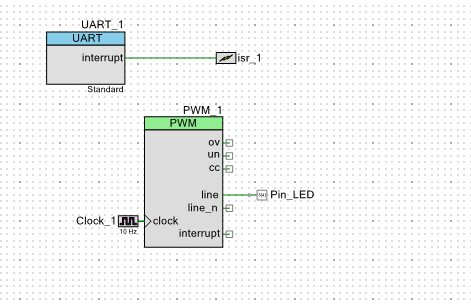 UART_1
UART
interrupt
isr_1
Standard
PWM_1
PWM
ov
un
cc
line
Pin_LED
line_n
Clock_1
clock
10 Hz
interrupt